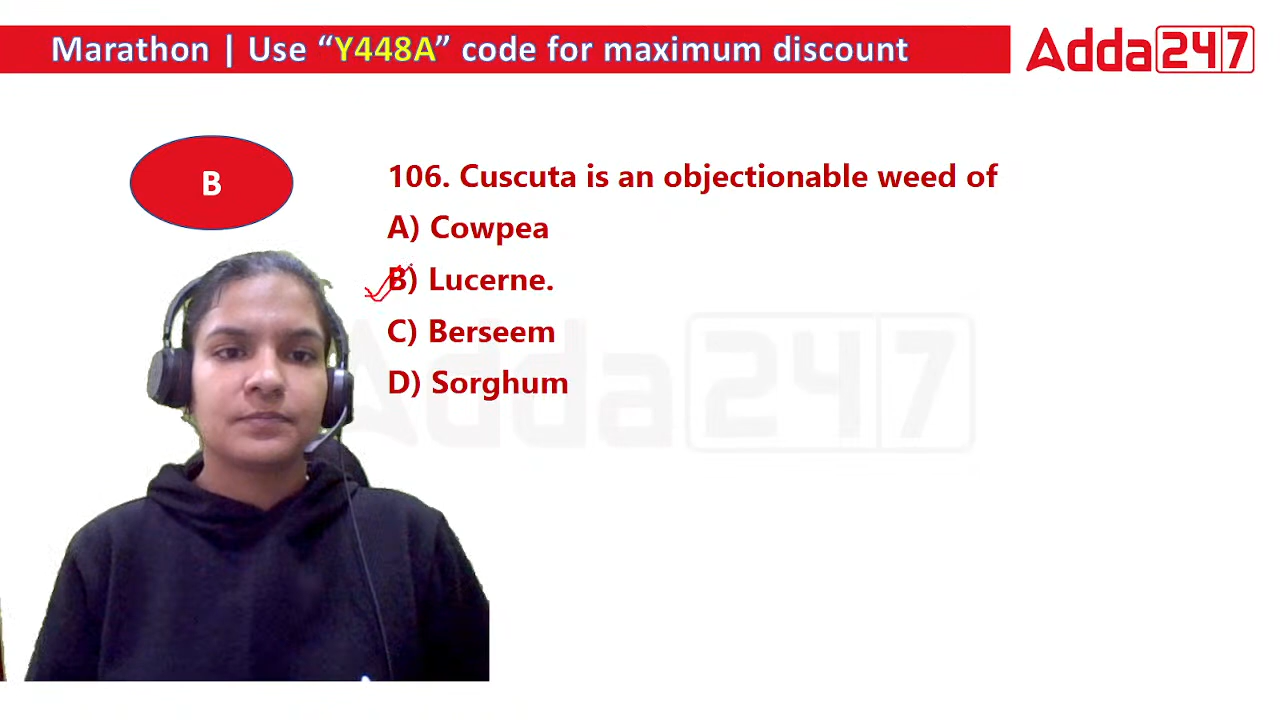 Marathon | Use “Y448A” code for maximum discount
Adda247
B
106. Cuscuta is an objectionable weed of
A) Cowpea
B) Lucerne.
C) Berseem
D) Sorghum
Adda247